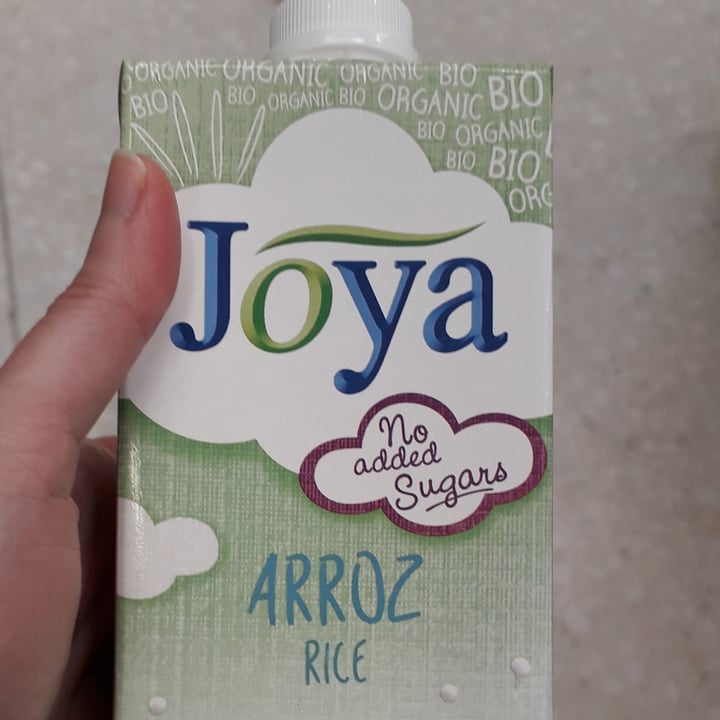 ORGANIC ORGANIC ORGANIC BIO
BIO BIO ORGANIC BIO ORGANIC BIO
BIO ORGANIC
BIO BIO
Joya
No
added
Sugars
ARROZ
RICE